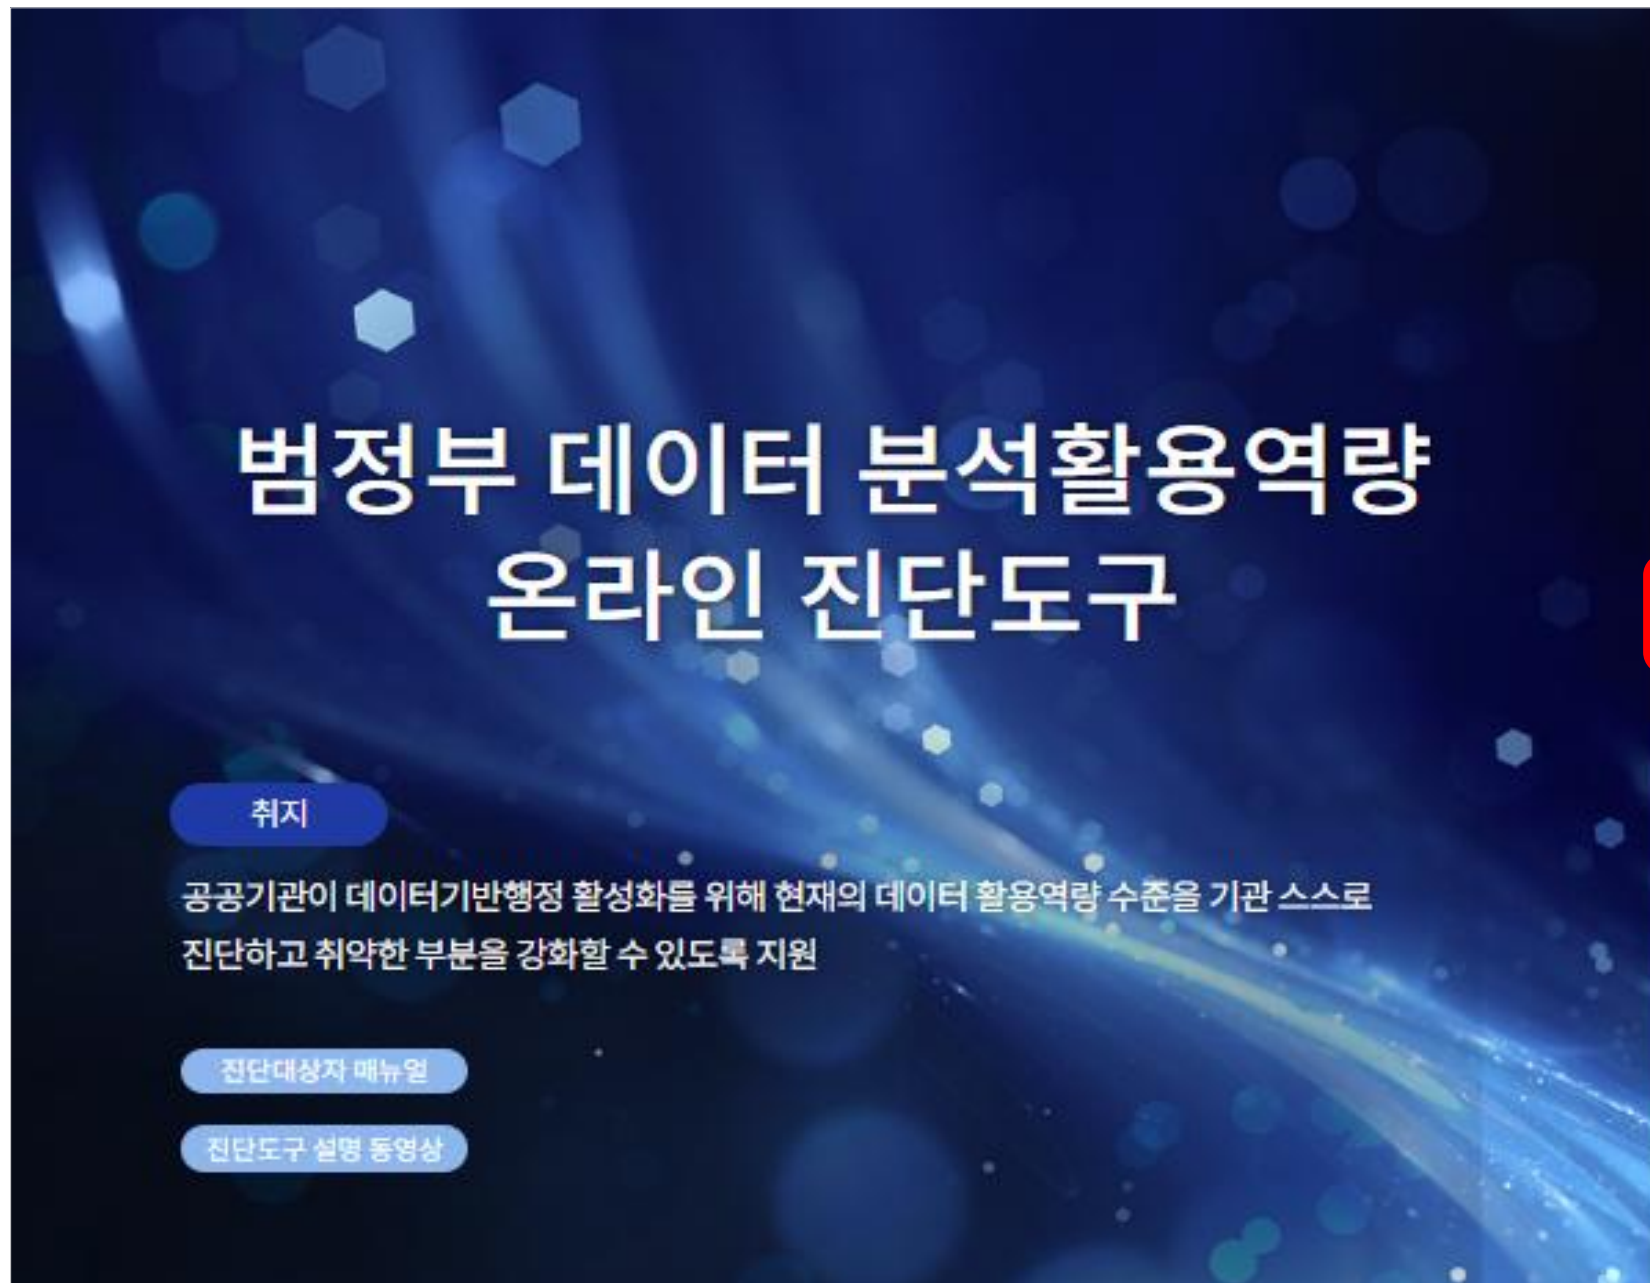 범정부 데이터 분석활용역량
온라인 진단도구
취지
공공기관이 데이터기반행정 활성화를 위해 현재의 데이터 활용역량 수준을 기관 스스로
진단하고 취약한 부분을 강화할 수 있도록 지원
진단대상자 매뉴얼
진단도구 설명 동영상